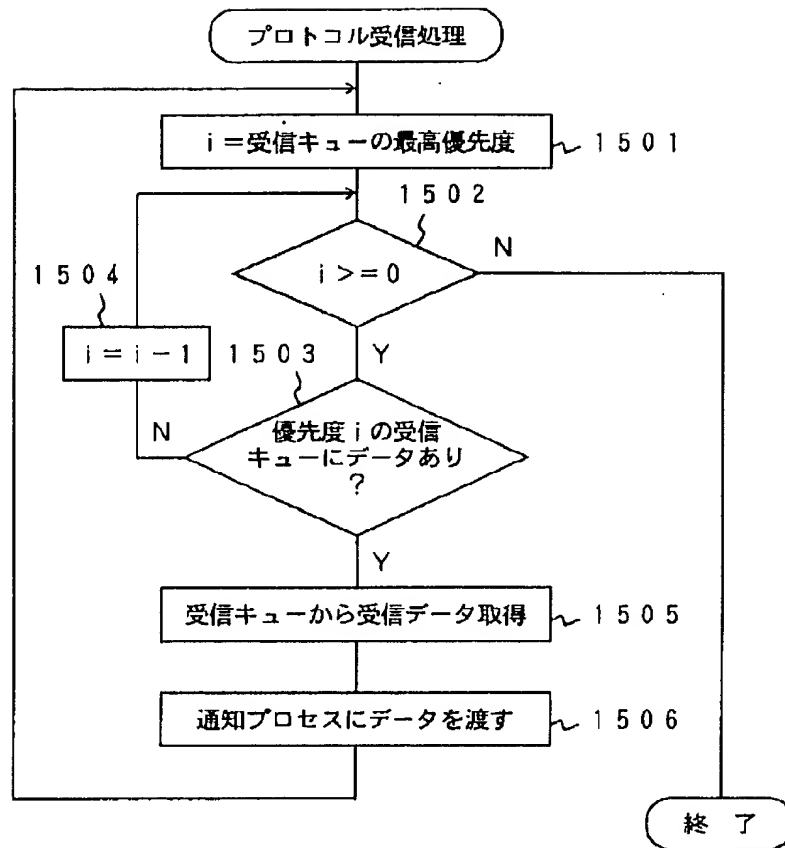 プロトコル受信処理
i＝受信キューの最高優先度
1501
1502
i>=0
N
1504
i=i-1
Y
1503
優先度iの受信
キューにデータあり
?
N
Y
受信キューから受信データ取得
1505
通知プロセスにデータを渡す
1506
終 了